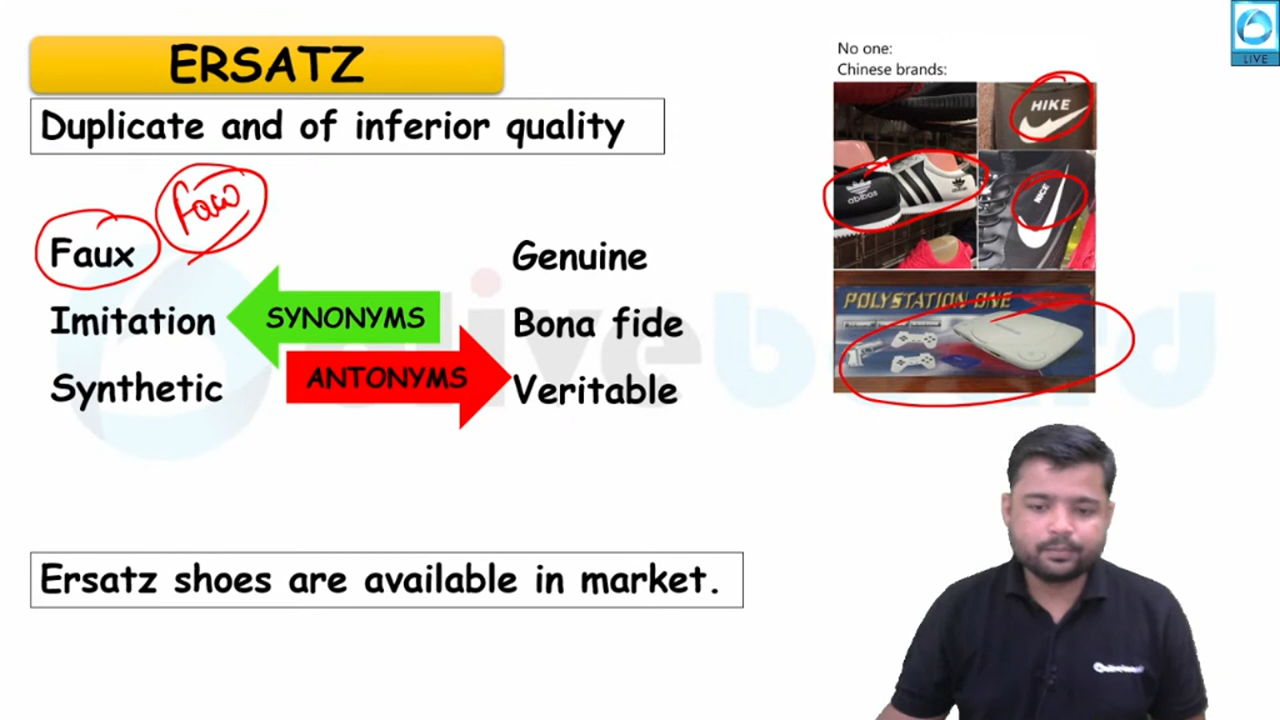 ERSATZ
Duplicate and of inferior quality
Faux
Imitation
Synthetic
SYNONYMS
ANTONYMS
Genuine
Bona fide
Veritable
Ersatz shoes are available in market.
No one:
Chinese brands:
HIKE
abibas
NICE
POLYSTATION ONE
LIVE